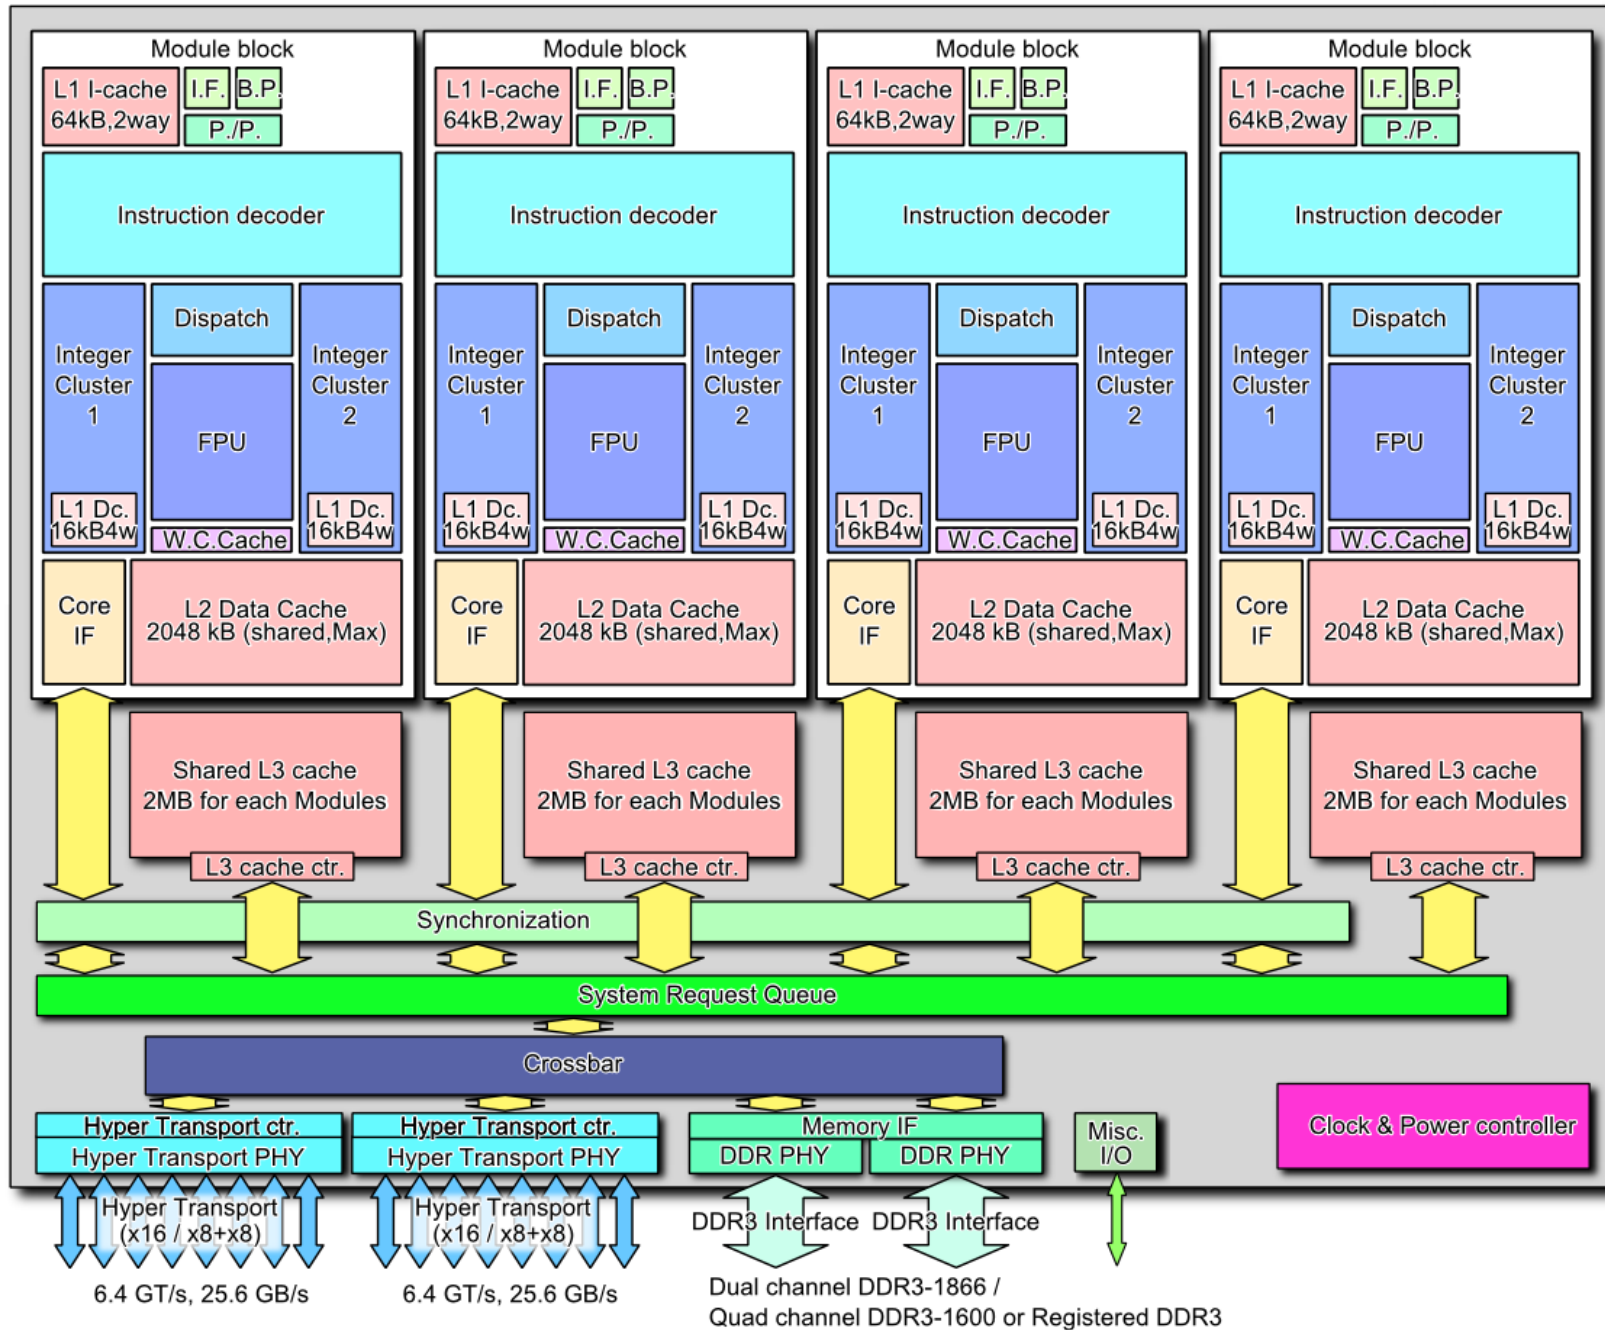 Module block
L1 I-cache
64kB,2way
I.F.
B.P.
P./P.
Instruction decoder
Integer
Cluster
1
Dispatch
FPU
Integer
Cluster
2
L1 Dc.
16kB4w
W.C.Cache
L1 Dc.
16kB4w
Core
IF
L2 Data Cache
2048 kB (shared,Max)
Module block
L1 I-cache
64kB,2way
I.F.
B.P.
P./P.
Instruction decoder
Integer
Cluster
1
Dispatch
FPU
Integer
Cluster
2
L1 Dc.
16kB4w
W.C.Cache
L1 Dc.
16kB4w
Core
IF
L2 Data Cache
2048 kB (shared,Max)
Module block
L1 I-cache
64kB,2way
I.F.
B.P.
P./P.
Instruction decoder
Integer
Cluster
1
Dispatch
FPU
Integer
Cluster
2
L1 Dc.
16kB4w
W.C.Cache
L1 Dc.
16kB4w
Core
IF
L2 Data Cache
2048 kB (shared,Max)
Module block
L1 I-cache
64kB,2way
I.F.
B.P.
P./P.
Instruction decoder
Integer
Cluster
1
Dispatch
FPU
Integer
Cluster
2
L1 Dc.
16kB4w
W.C.Cache
L1 Dc.
16kB4w
Core
IF
L2 Data Cache
2048 kB (shared,Max)
Shared L3 cache
2MB for each Modules
L3 cache ctr.
Shared L3 cache
2MB for each Modules
L3 cache ctr.
Shared L3 cache
2MB for each Modules
L3 cache ctr.
Shared L3 cache
2MB for each Modules
L3 cache ctr.
Synchronization
System Request Queue
Crossbar
Hyper Transport ctr.
Hyper Transport PHY
Hyper Transport
(x16 / x8+x8)
6.4 GT/s, 25.6 GB/s
Hyper Transport ctr.
Hyper Transport PHY
Hyper Transport
(x16 / x8+x8)
6.4 GT/s, 25.6 GB/s
Memory IF
DDR PHY
DDR PHY
DDR3 Interface
DDR3 Interface
Dual channel DDR3-1866 /
Quad channel DDR3-1600 or Registered DDR3
Misc.
I/O
Clock & Power controller